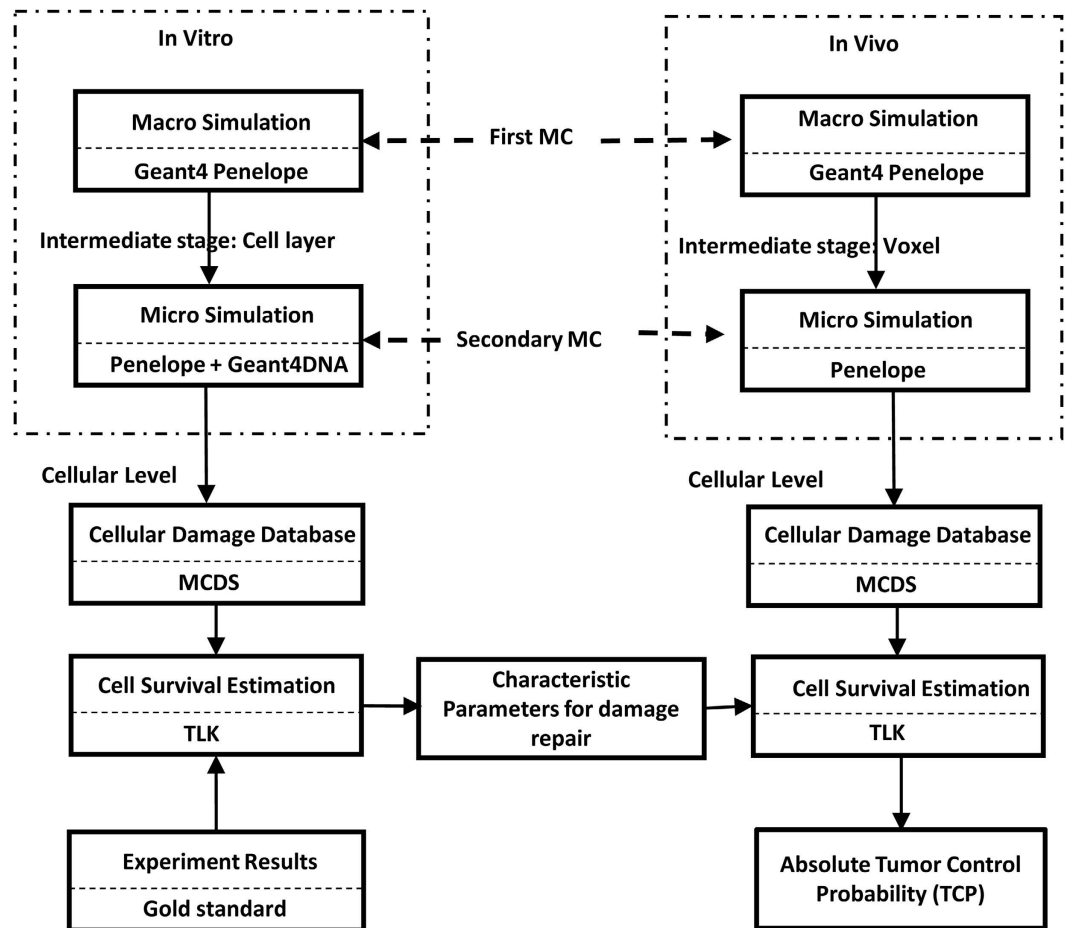 In Vitro
Macro Simulation
Geant4 Penelope
Intermediate stage: Cell layer
Micro Simulation
Penelope + Geant4DNA
First MC
Secondary MC
In Vivo
Macro Simulation
Geant4 Penelope
Intermediate stage: Voxel
Micro Simulation
Penelope
Cellular Level
Cellular Damage Database
MCDS
Cell Survival Estimation
TLK
Experiment Results
Gold standard
Characteristic
Parameters for damage
repair
Cellular Level
Cellular Damage Database
MCDS
Cell Survival Estimation
TLK
Absolute Tumor Control
Probability (TCP)